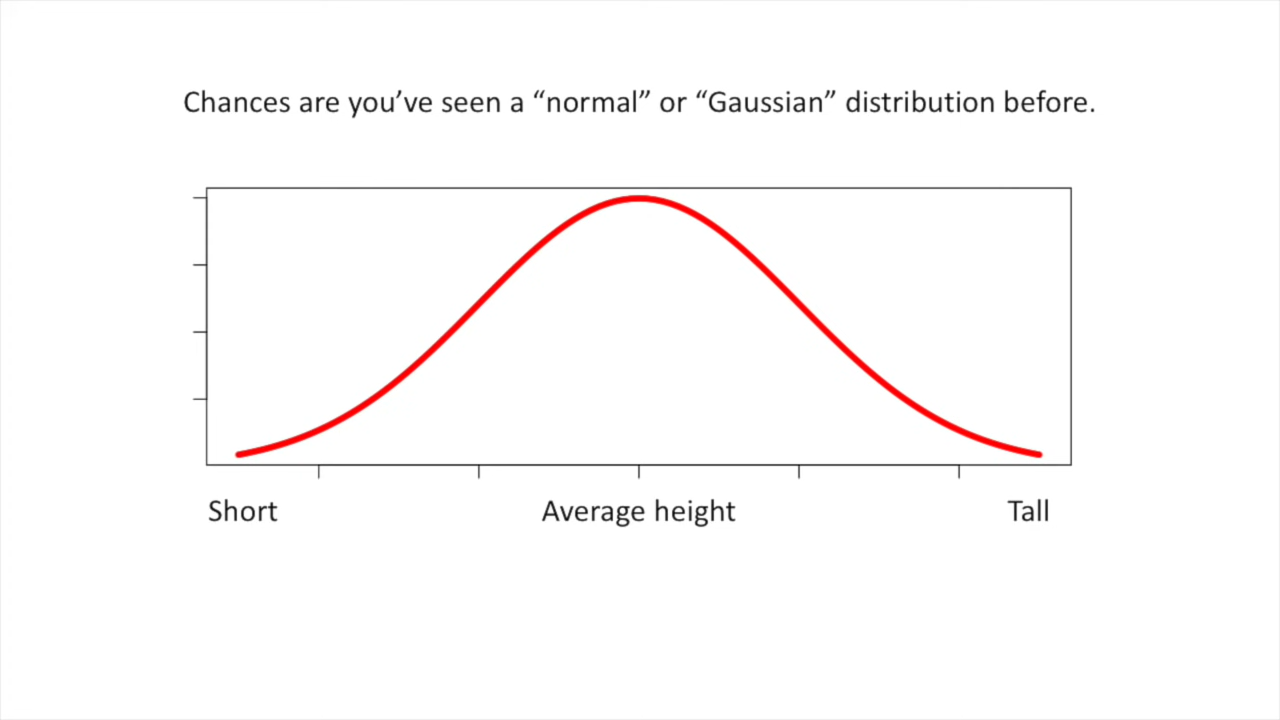 Chances are you’ve seen a “normal” or “Gaussian” distribution before.
Short Average height Tall